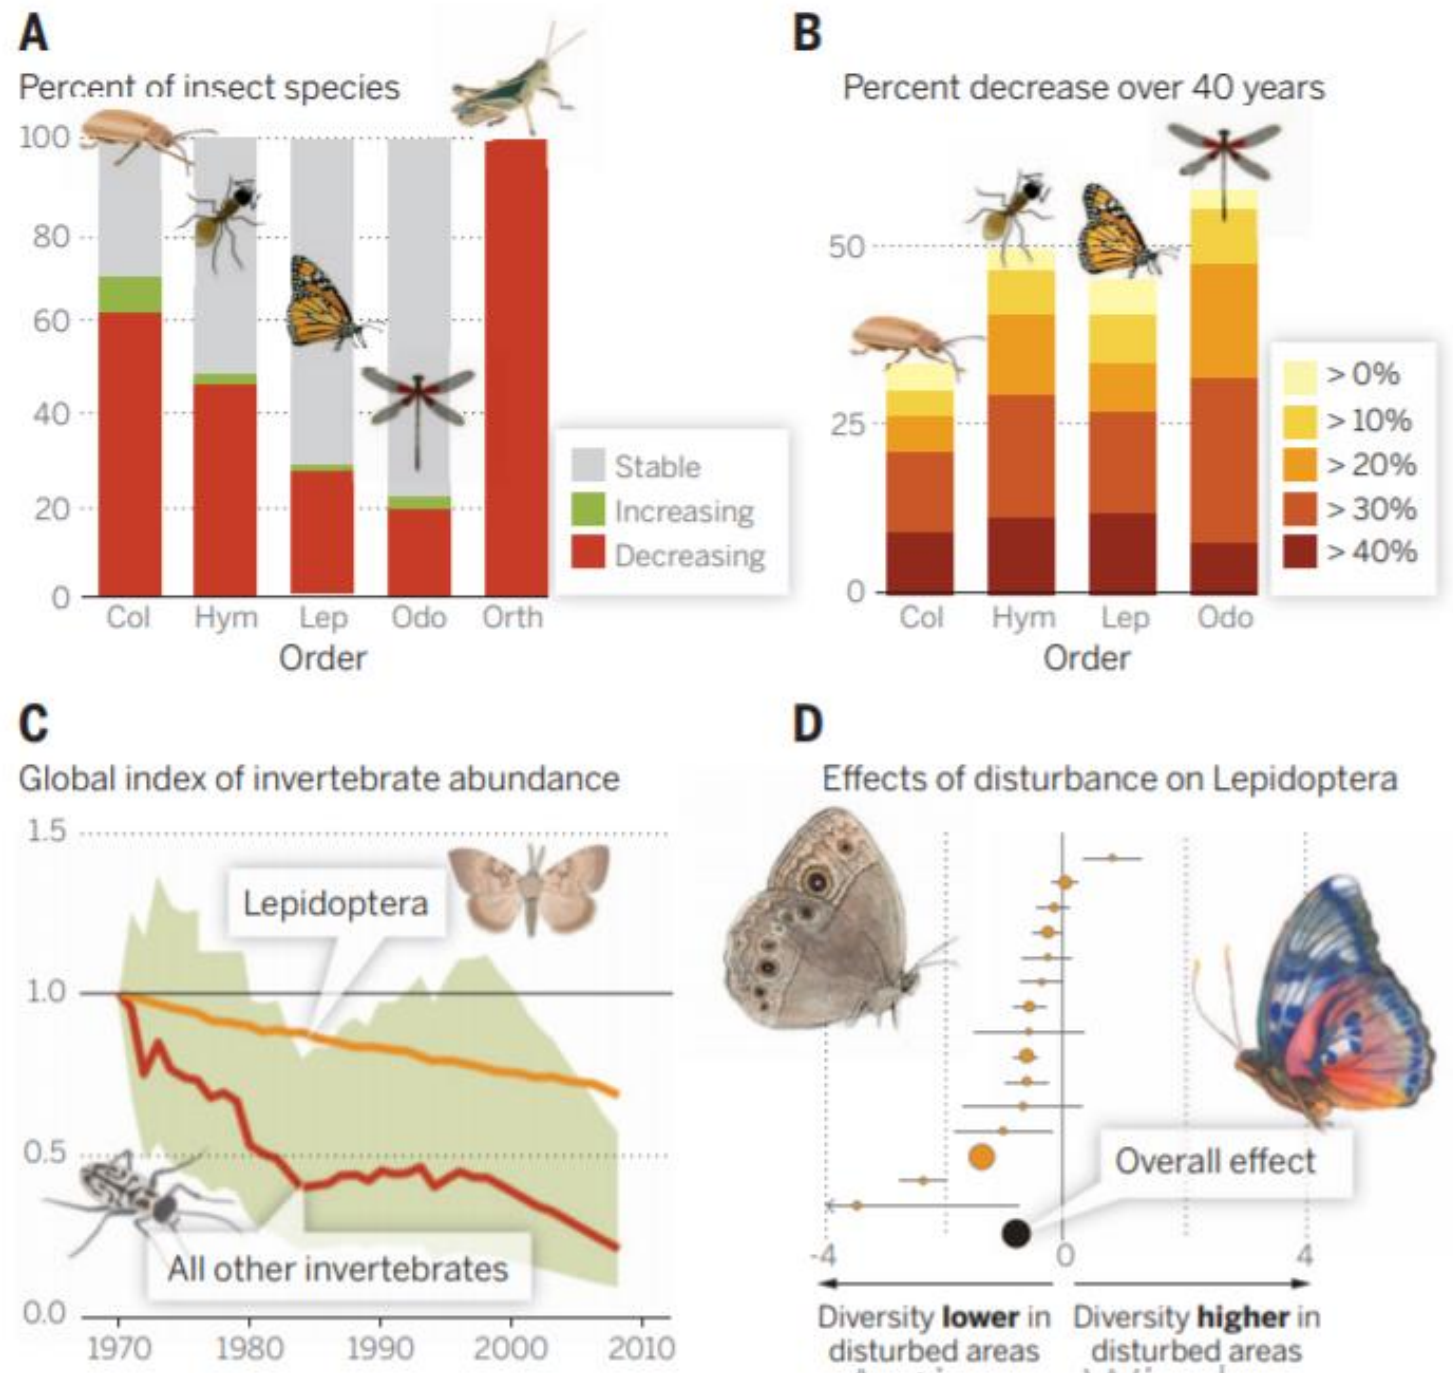 A
Percent of insect species
100
80
60
40
20
0
Col Hym Lep Odo Orth
Order
Stable
Increasing
Decreasing
B
Percent decrease over 40 years
50
25
0
Col Hym Lep Odo
Order
> 0%
> 10%
> 20%
> 30%
> 40%
C
Global index of invertebrate abundance
1.5
1.0
0.5
0.0
Lepidoptera
All other invertebrates
1970 1980 1990 2000 2010
D
Effects of disturbance on Lepidoptera
Overall effect
-4 0 4
Diversity lower in
disturbed areas
Diversity higher in
disturbed areas